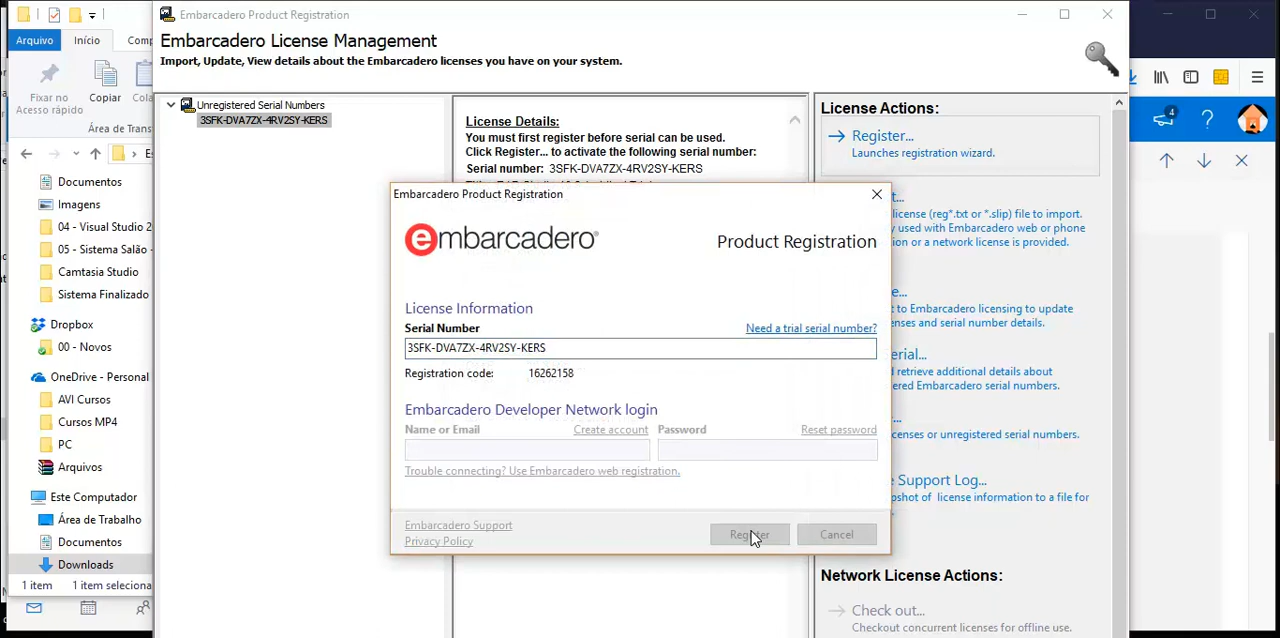 Embarcadero Product Registration
Arquivo
Início
Comp
Embarcadero License Management
Import, Update, View details about the Embarcadero licenses you have on your system.
Fixar no
Acesso rápido
Copiar
Cola
Área de Trans
Unregistered Serial Numbers
3SFK-DVA7ZX-4RV2SY-KERS
License Details:
You must first register before serial can be used.
Click Register... to activate the following serial number:
Serial number: 3SFK-DVA7ZX-4RV2SY-KERS
License Actions:
Register...
Launches registration wizard.
4
Es
Documentos
Imagens
04 - Visual Studio 2
05 - Sistema Salão -
Camtasia Studio
Sistema Finalizado
Dropbox
00 - Novos
OneDrive - Personal
AVI Cursos
Cursos MP4
PC
Arquivos
Este Computador
Área de Trabalho
Documentos
Downloads
1 item
1 item seleciona
Embarcadero Product Registration
embarcadero
Product Registration
License Information
Serial Number
Need a trial serial number?
3SFK-DVA7ZX-4RV2SY-KERS
Registration code: 16262158
Embarcadero Developer Network login
Name or Email
Create account
Password
Reset password
Trouble connecting? Use Embarcadero web registration.
Embarcadero Support
Privacy Policy
Register
Cancel
t...
license (reg*.txt or *.slip) file to import.
y used with Embarcadero web or phone
on or a network license is provided.
e...
t to Embarcadero licensing to update
enses and serial number details.
erial...
d retrieve additional details about
ered Embarcadero serial numbers.
...
censes or unregistered serial numbers.
e Support Log...
pshot of license information to a file for
Network License Actions:
Check out...
Checkout concurrent licenses for offline use.